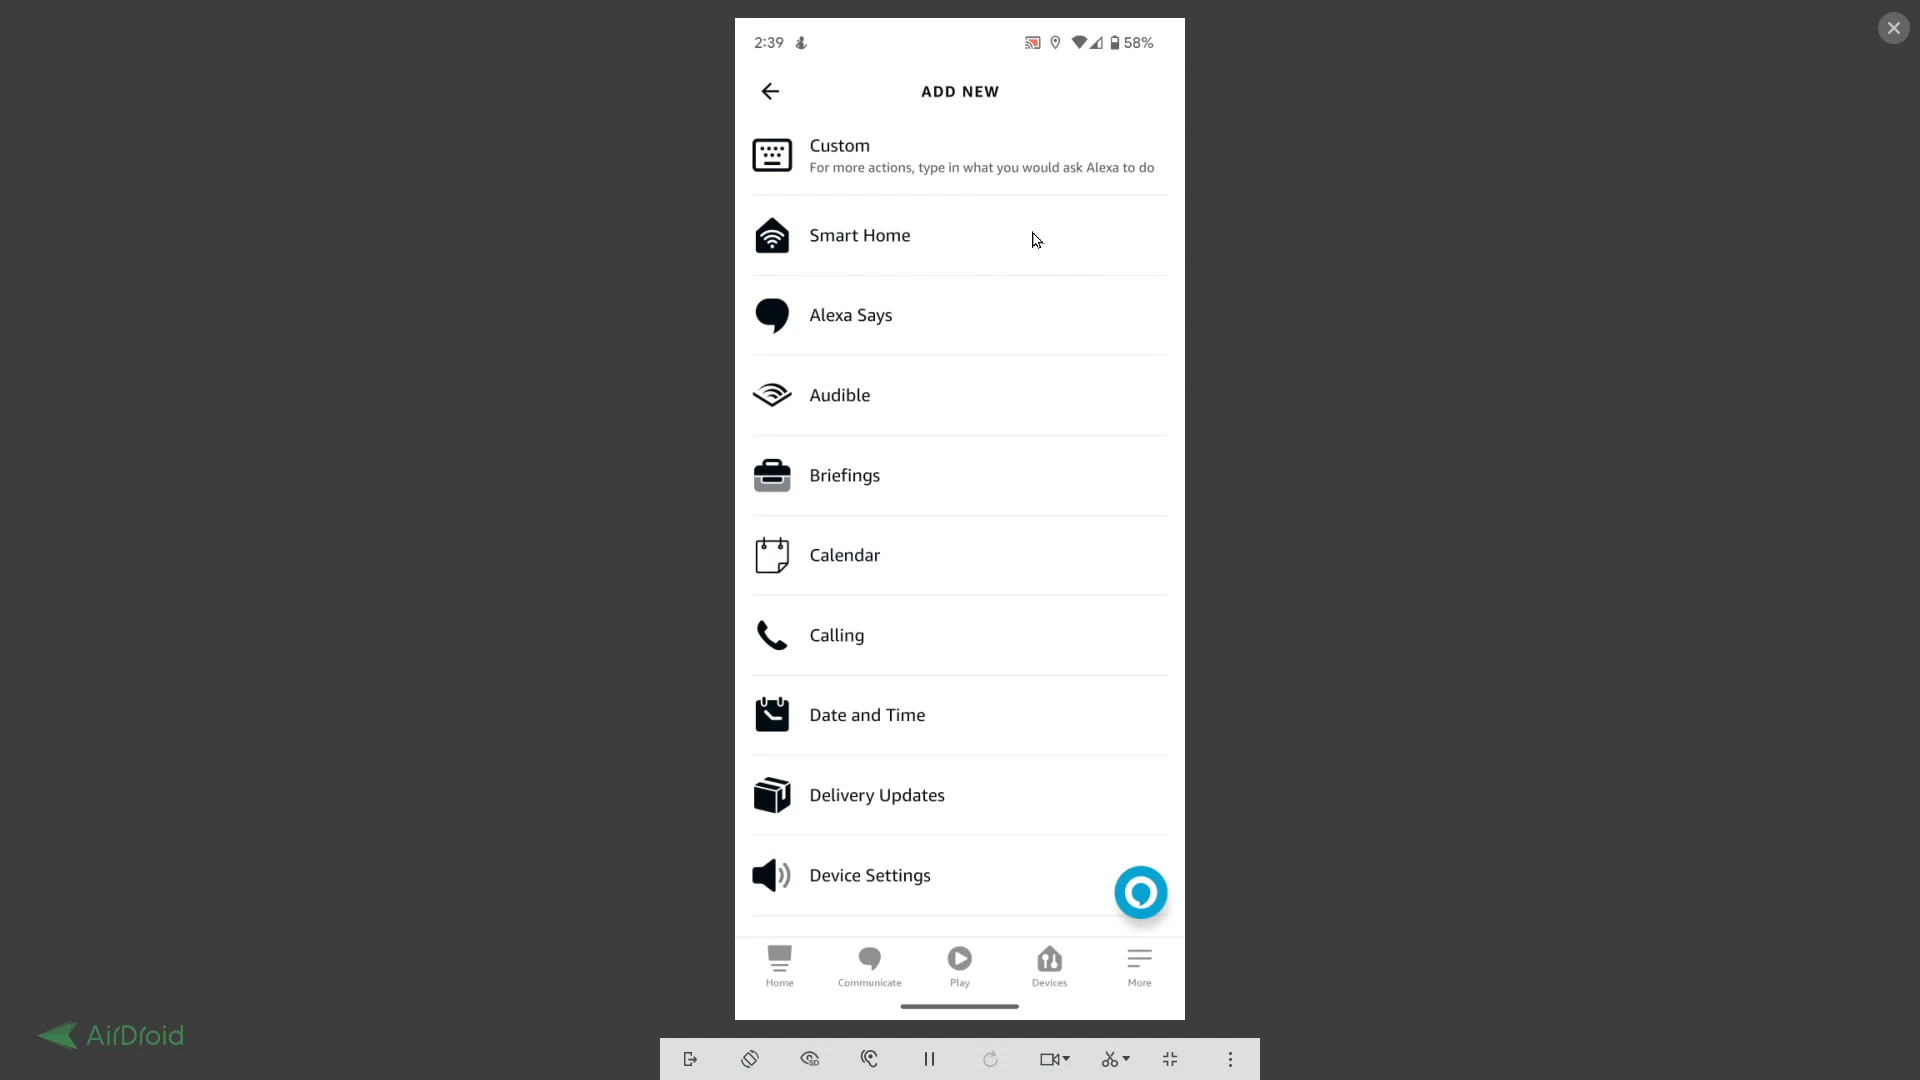 2:39
58%
ADD NEW
Custom
For more actions, type in what you would ask Alexa to do
Smart Home
Alexa Says
Audible
Briefings
Calendar
Calling
Date and Time
Delivery Updates
Device Settings
Home
Communicate
Play
Devices
More
AirDroid
SD